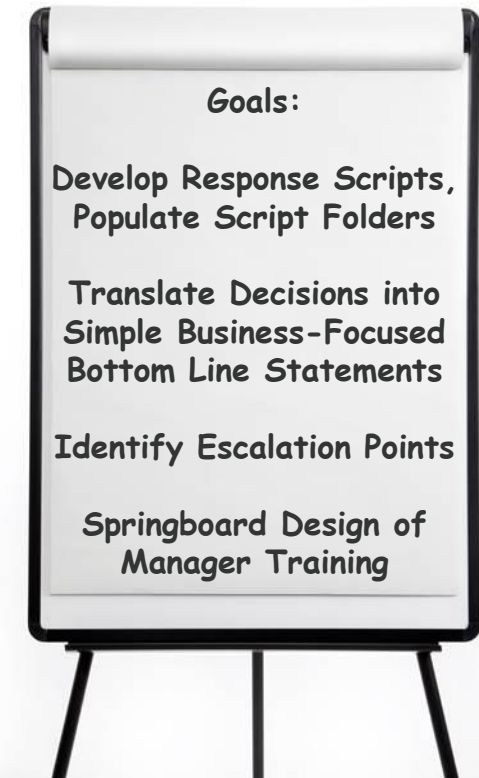 Goals:
Develop Response Scripts,
Populate Script Folders
Translate Decisions into
Simple Business-Focused
Bottom Line Statements
Identify Escalation Points
Springboard Design of
Manager Training